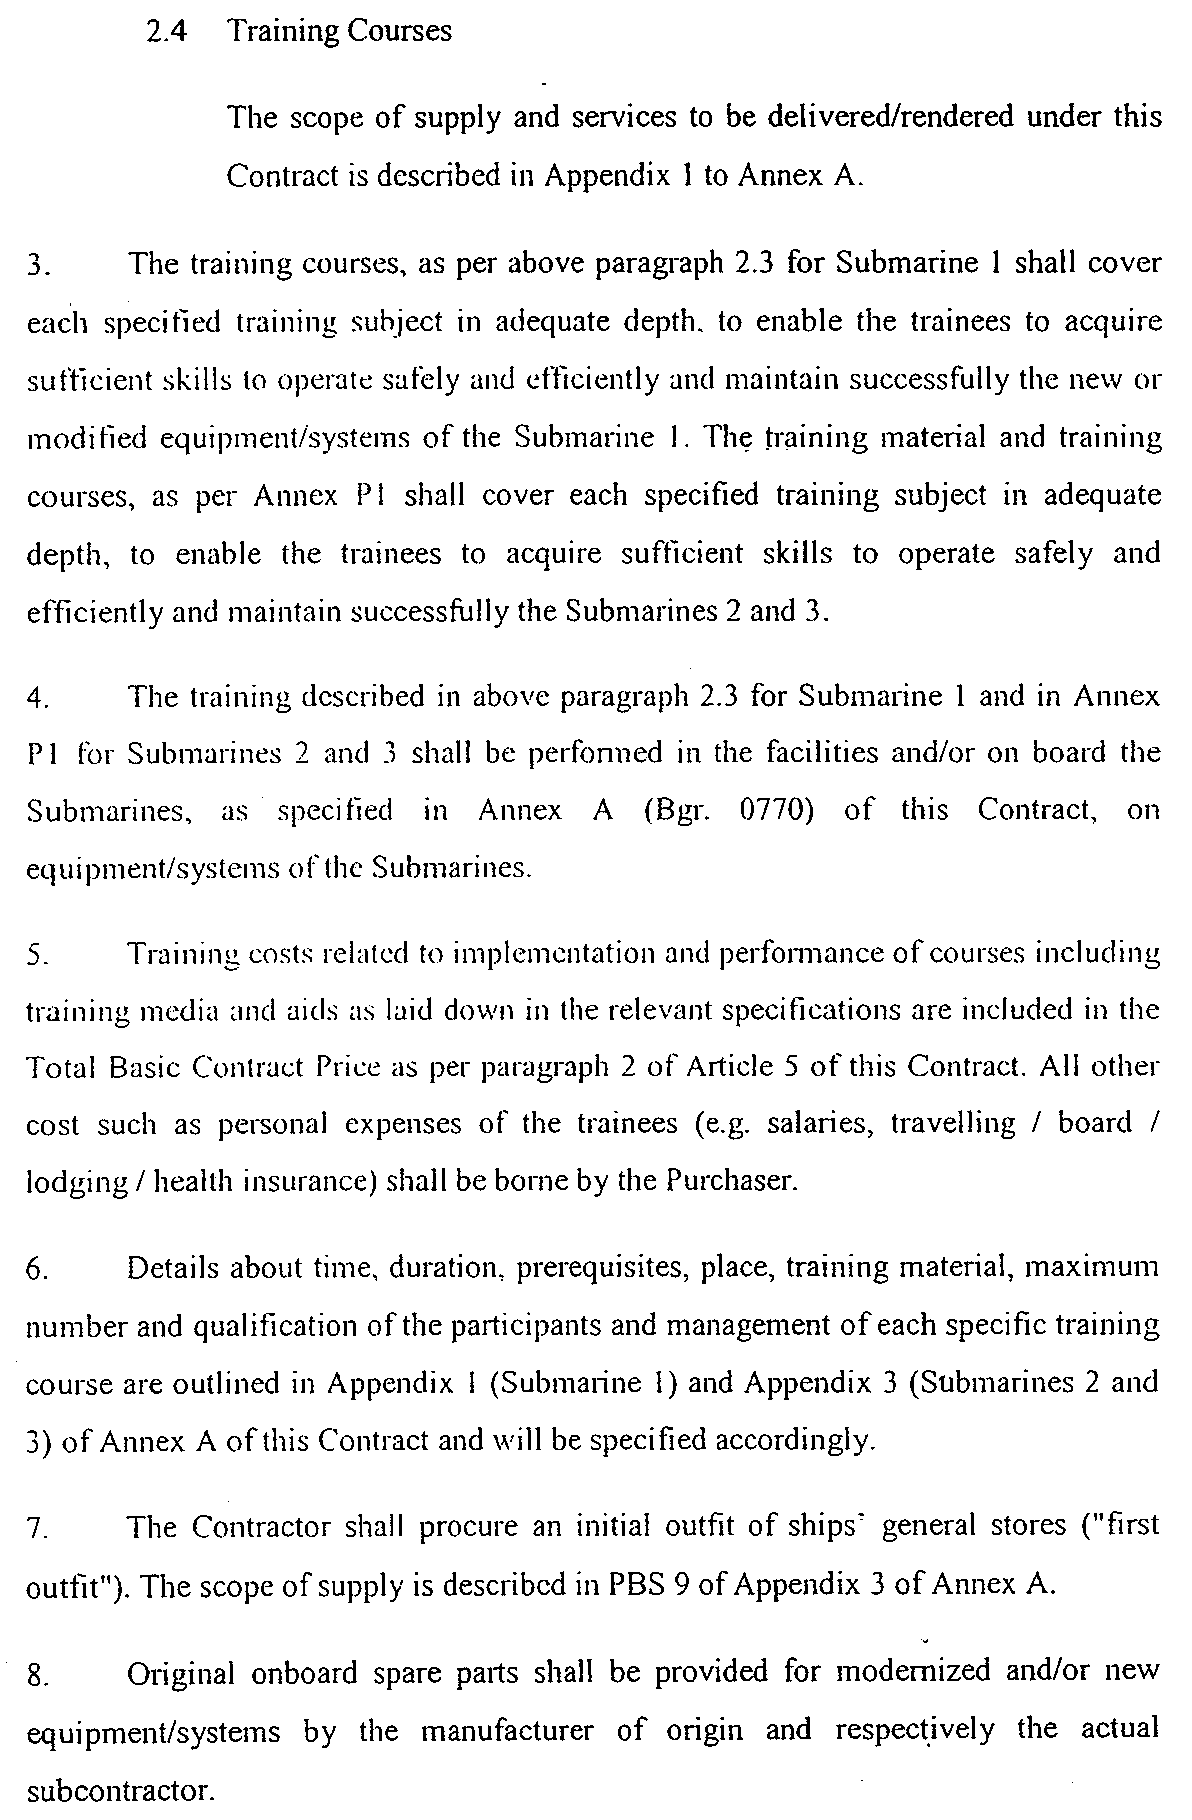 2.4 Training Courses
The scope of supply and services to be delivered/rendered under this
Contract is described in Appendix 1 to Annex A.
3. The training courses, as per above paragraph 2.3 for Submarine 1 shall cover
each specified training subject in adequate depth, to enable the trainees to acquire
sufficient skills to operate safely and efficiently and maintain successfully the new or
modified equipment/systems of the Submarine 1. The training material and training
courses, as per Annex P1 shall cover each specified training subject in adequate
depth, to enable the trainees to acquire sufficient skills to operate safely and
efficiently and maintain successfully the Submarines 2 and 3.
4. The training described in above paragraph 2.3 for Submarine 1 and in Annex
P1 for Submarines 2 and 3 shall be performed in the facilities and/or on board the
Submarines, as specified in Annex A (Bgr. 0770) of this Contract, on
equipment/systems of the Submarines.
5. Training costs related to implementation and performance of courses including
training media and aids as laid down in the relevant specifications are included in the
Total Basic Contract Price as per paragraph 2 of Article 5 of this Contract. All other
cost such as personal expenses of the trainees (e.g. salaries, travelling / board /
lodging / health insurance) shall be borne by the Purchaser.
6. Details about time, duration, prerequisites, place, training material, maximum
number and qualification of the participants and management of each specific training
course are outlined in Appendix 1 (Submarine 1) and Appendix 3 (Submarines 2 and
3) of Annex A of this Contract and will be specified accordingly.
7. The Contractor shall procure an initial outfit of ships' general stores ("first
outfit"). The scope of supply is described in PBS 9 of Appendix 3 of Annex A.
8. Original onboard spare parts shall be provided for modernized and/or new
equipment/systems by the manufacturer of origin and respectively the actual
subcontractor.